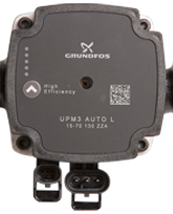 GRUNDFOS
High
Efficiency
UPM3 AUTO L
15-70 130 ZZA